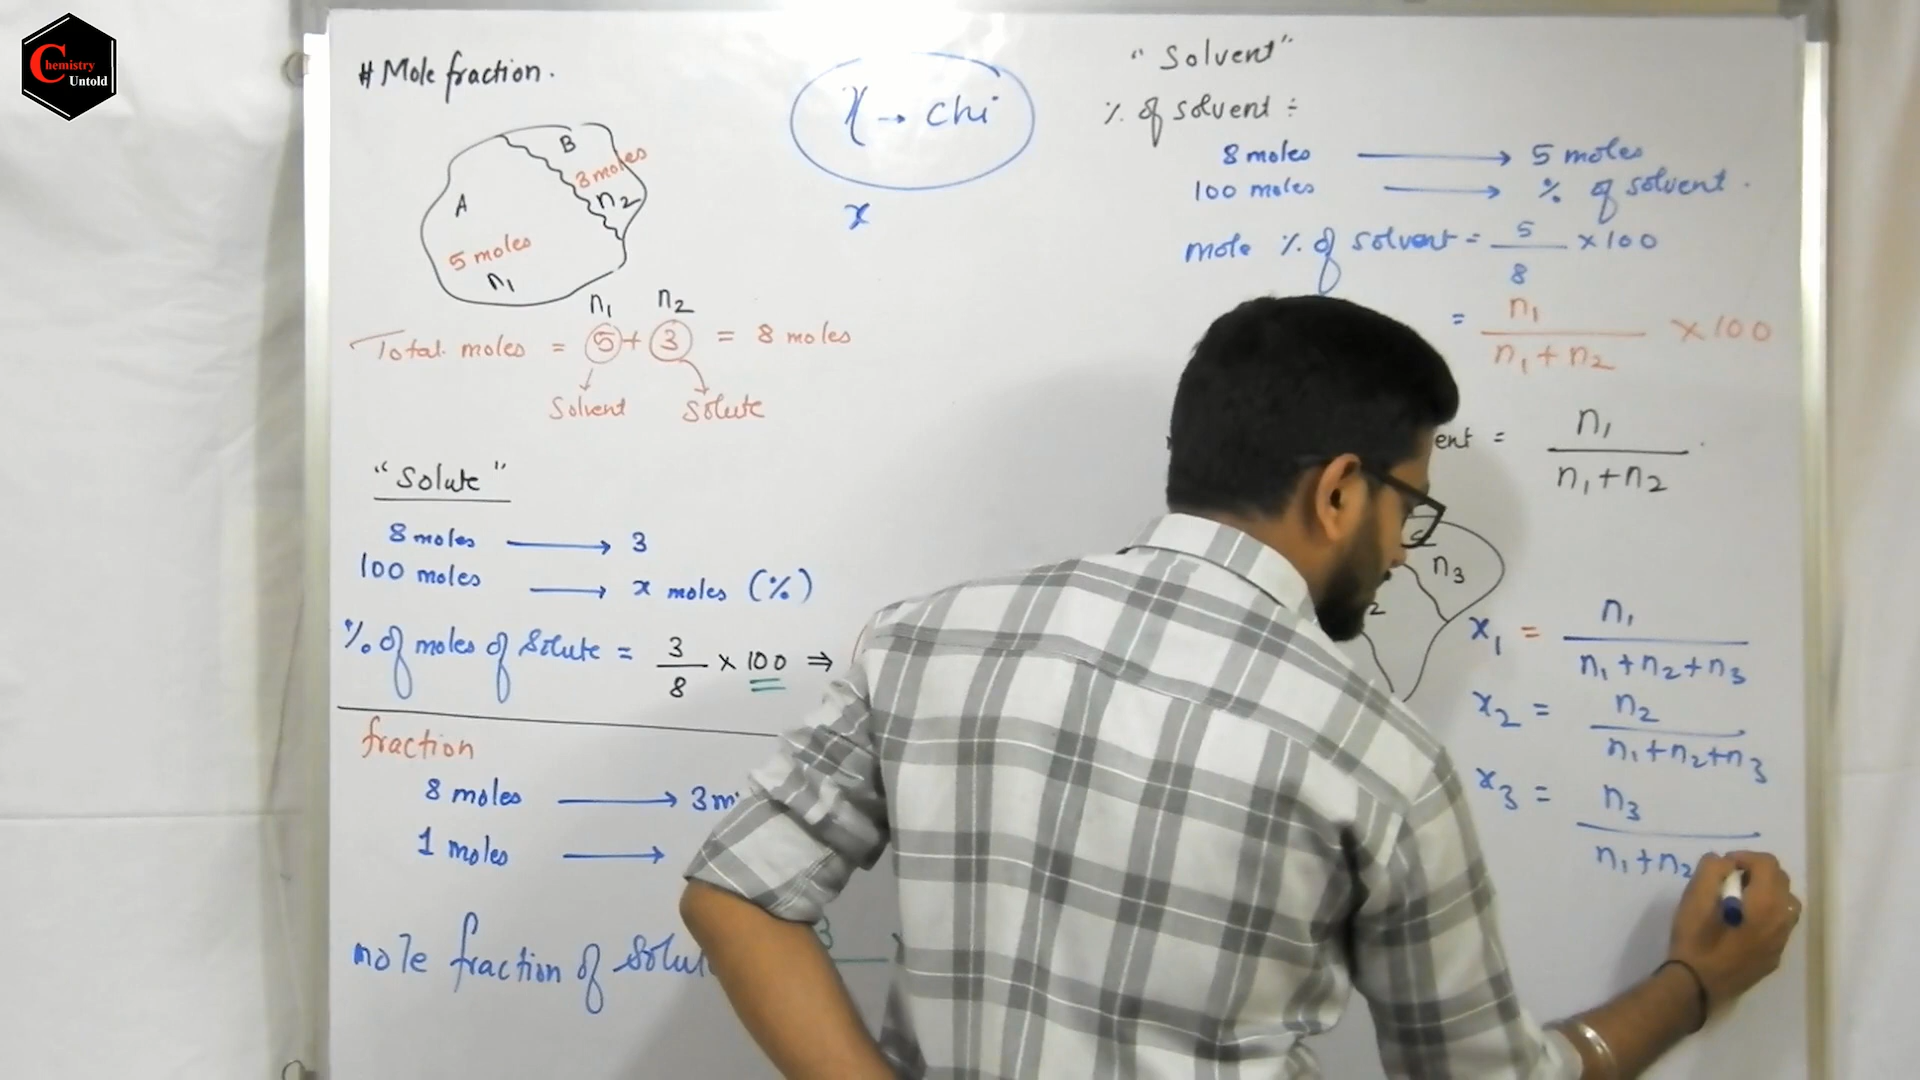 Chemistry
Untold
# Mole fraction.
B
3 moles
n2
A
5 moles
n1
n1 n2
Total moles = 5 + 3 = 8 moles
Solvent Solute
"Solute"
8 moles → 3
100 moles → x moles (%)
% of moles of Solute = 3/8 × 100 ⇒
fraction
8 moles → 3 m
1 moles →
mole fraction of Solut
3
χ → chi
x
"Solvent"
% of solvent ÷
8 moles → 5 moles
100 moles → % of solvent.
mole % of solvent = 5/8 × 100
= n1/(n1 + n2) × 100
ent = n1/(n1 + n2)
n3
2
x1 = n1/(n1 + n2 + n3)
x2 = n2/(n1 + n2 + n3)
x3 = n3/(n1 + n2